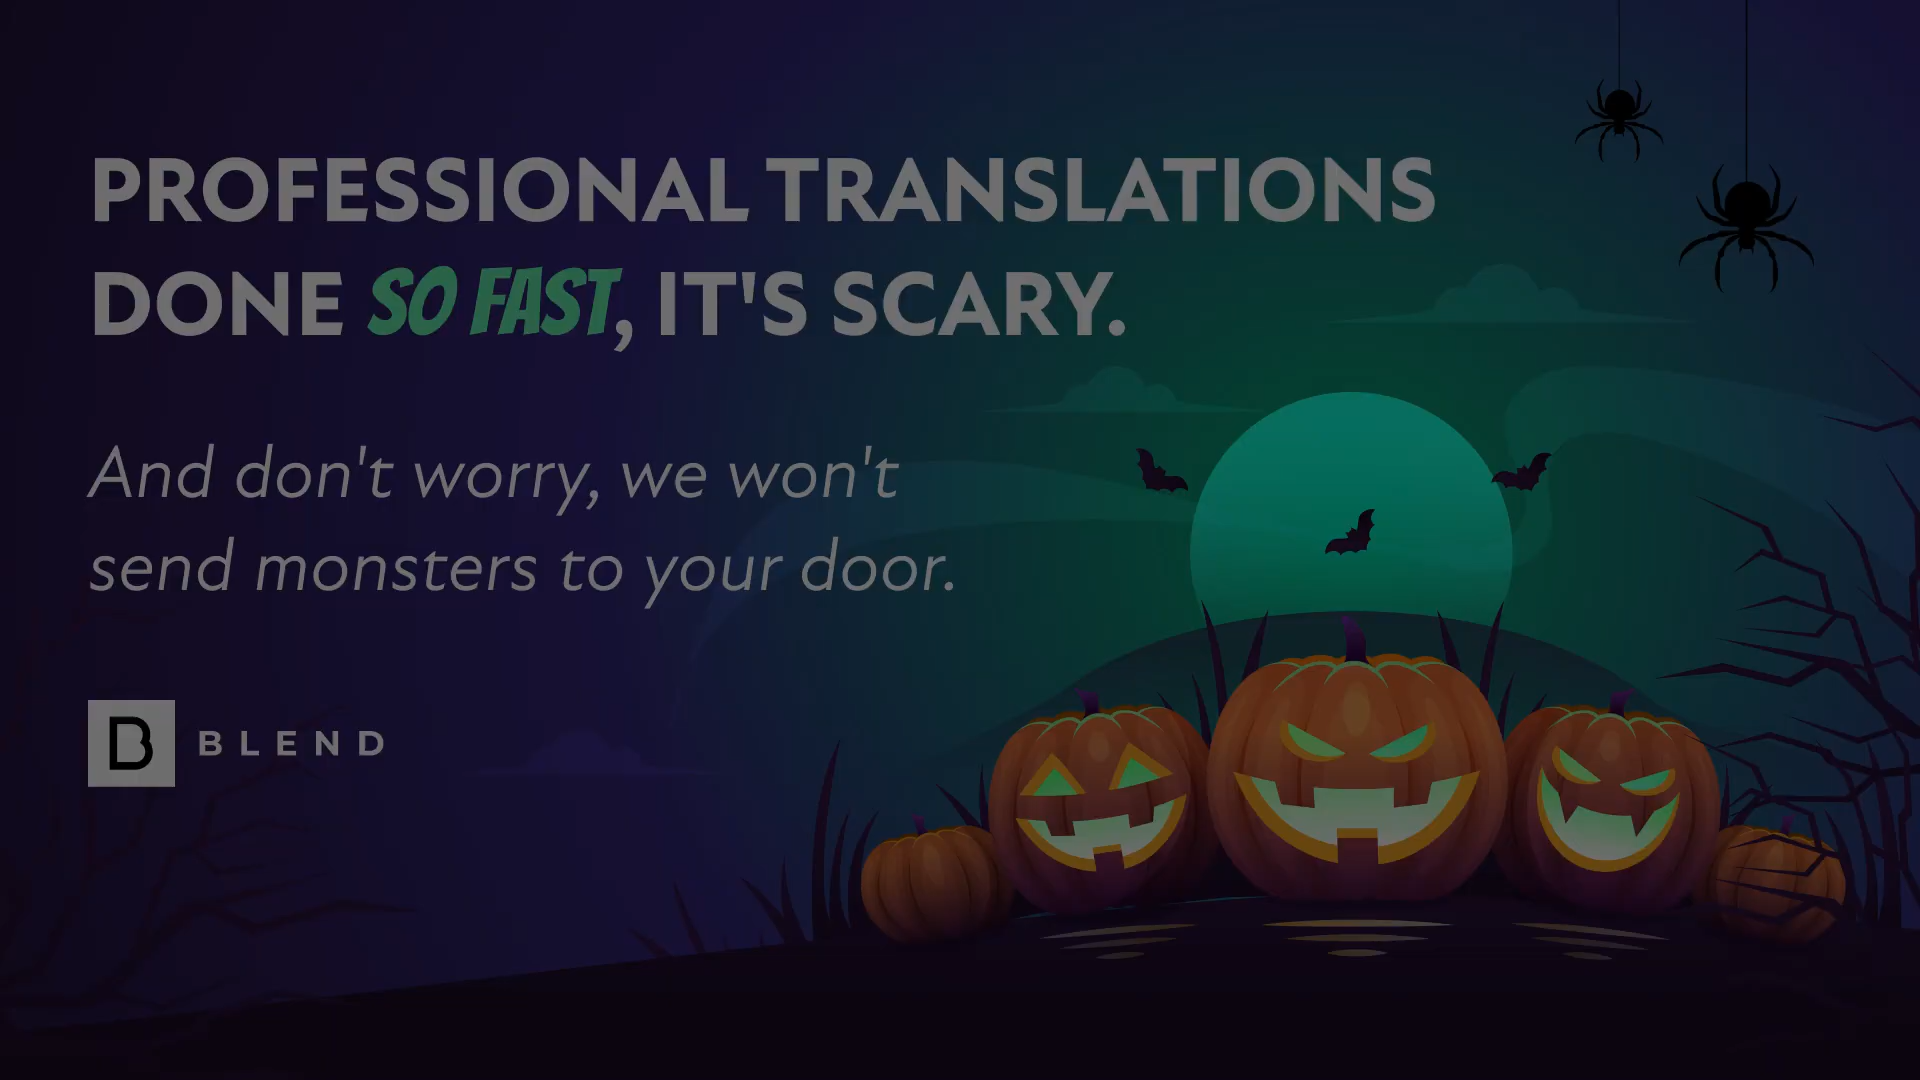 PROFESSIONAL TRANSLATIONS
DONE SO FAST, IT'S SCARY.
And don't worry, we won't
send monsters to your door.
B BLEND